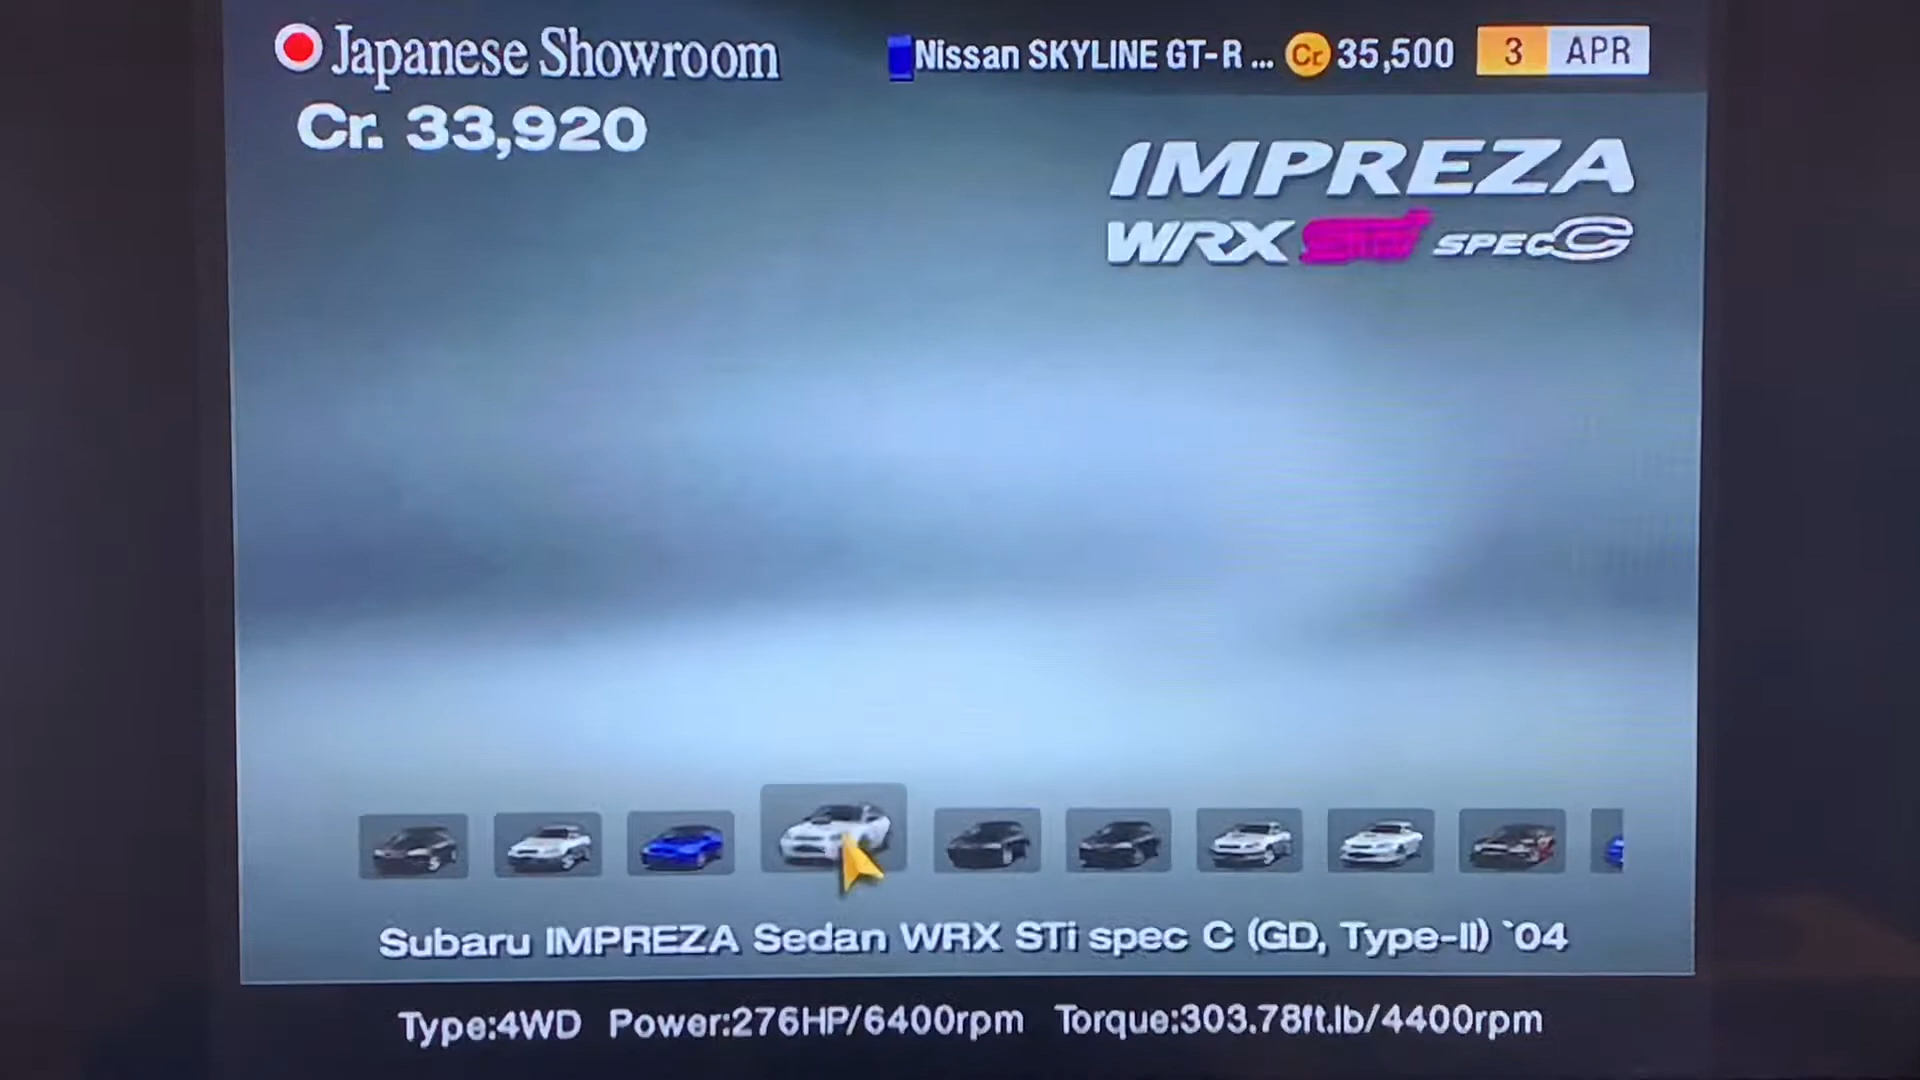 Japanese Showroom
Nissan SKYLINE GT-R ... Cr 35,500 3 APR
Cr. 33,920
IMPREZA
WRX STi SPEC C
Subaru IMPREZA Sedan WRX STi spec C (GD, Type-II) `04
Type:4WD Power:276HP/6400rpm Torque:303.78ft.lb/4400rpm